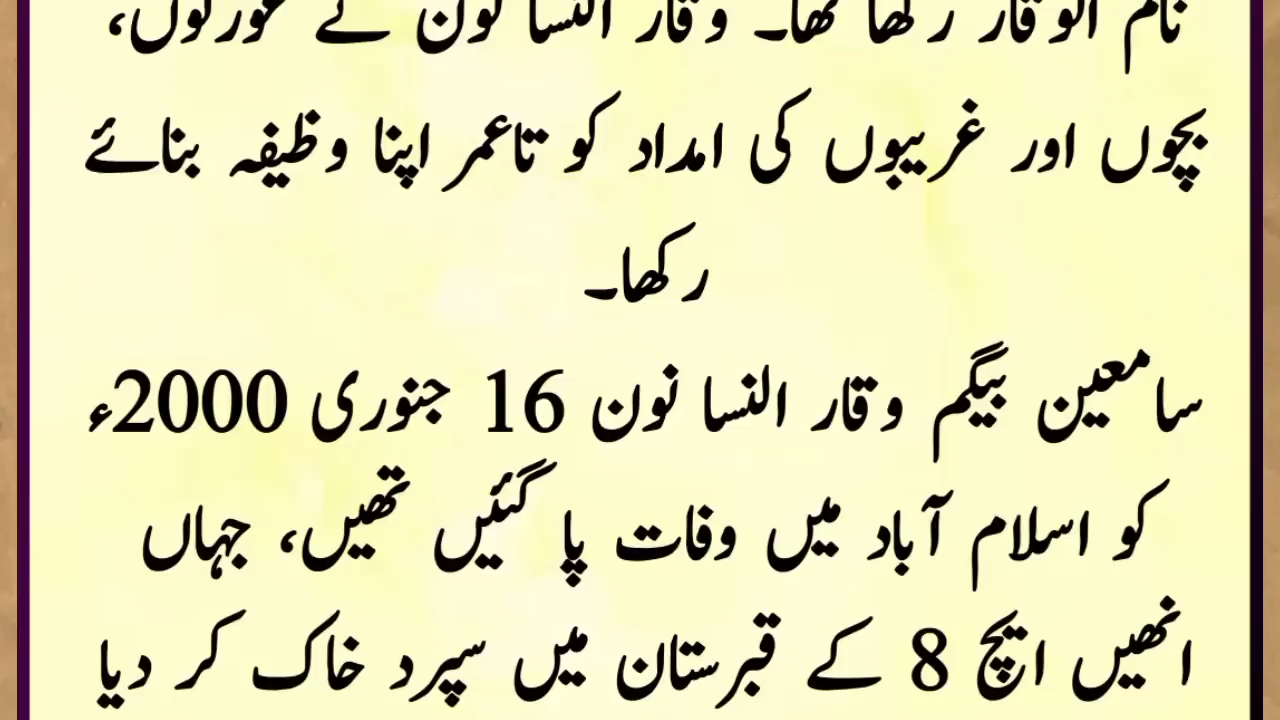 نام الوقار رکھا تھا۔ وقار النسا نون نے عورتوں،
بچوں اور غریبوں کی امداد کو تاعمر اپنا وظیفہ بنائے
رکھا۔
سامعین بیگم وقار النسا نون 16 جنوری 2000ء
کو اسلام آباد میں وفات پا گئیں تھیں، جہاں
انھیں ایچ 8 کے قبرستان میں سپرد خاک کر دیا